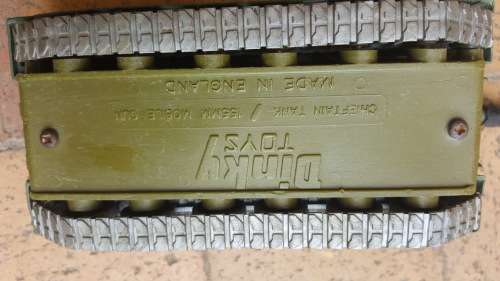 Dinky
TOYS
CHIEFTAIN TANK / 155MM MOBILE GUN
© MADE IN ENGLAND